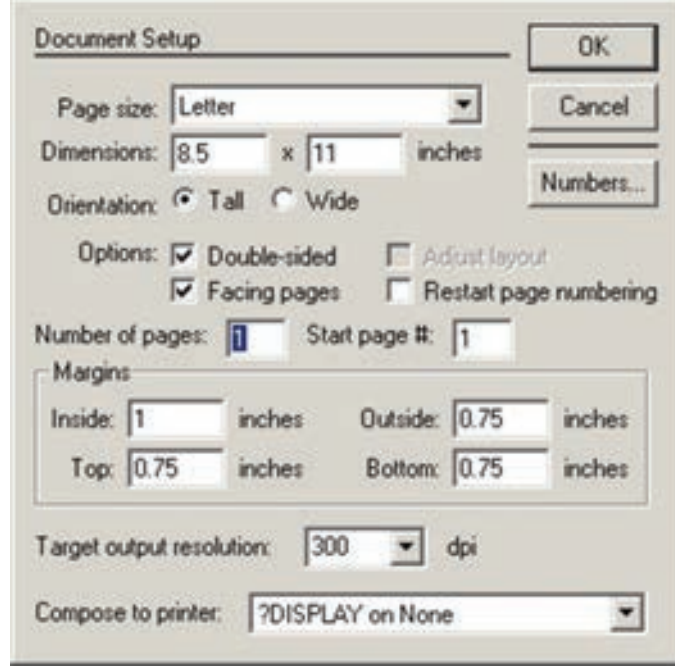 Document Setup
OK
Page size: Letter
Cancel
Dimensions: 8.5 x 11 inches
Numbers...
Orientation: Tall Wide
Options: Double-sided Adjust layout
Facing pages Restart page numbering
Number of pages: 1 Start page #: 1
Margins
Inside: 1 inches Outside: 0.75 inches
Top: 0.75 inches Bottom: 0.75 inches
Target output resolution: 300 dpi
Compose to printer: ?DISPLAY on None